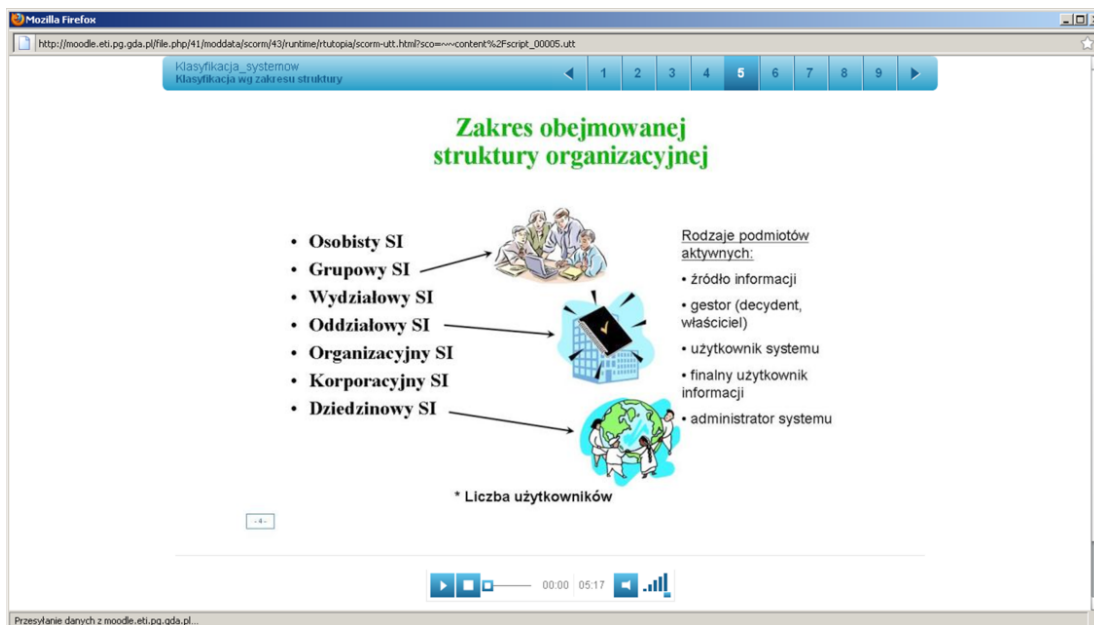 Mozilla Firefox
http://moodle.eti.pg.gda.pl/file.php/41/moddata/scorm/43/runtime/rtutopia/scorm-utt.html?sco=~~content%2Fscript_00005.utt
Klasyfikacja_systemow
Klasyfikacja wg zakresu struktury
1 2 3 4 5 6 7 8 9
Zakres obejmowanej
struktury organizacyjnej
• Osobisty SI
• Grupowy SI
• Wydziałowy SI
• Oddziałowy SI
• Organizacyjny SI
• Korporacyjny SI
• Dziedzinowy SI
Rodzaje podmiotów
aktywnych:
• źródło informacji
• gestor (decydent,
właściciel)
• użytkownik systemu
• finalny użytkownik
informacji
• administrator systemu
* Liczba użytkowników
- 4 -
00:00 05:17
Przesyłanie danych z moodle.eti.pg.gda.pl...